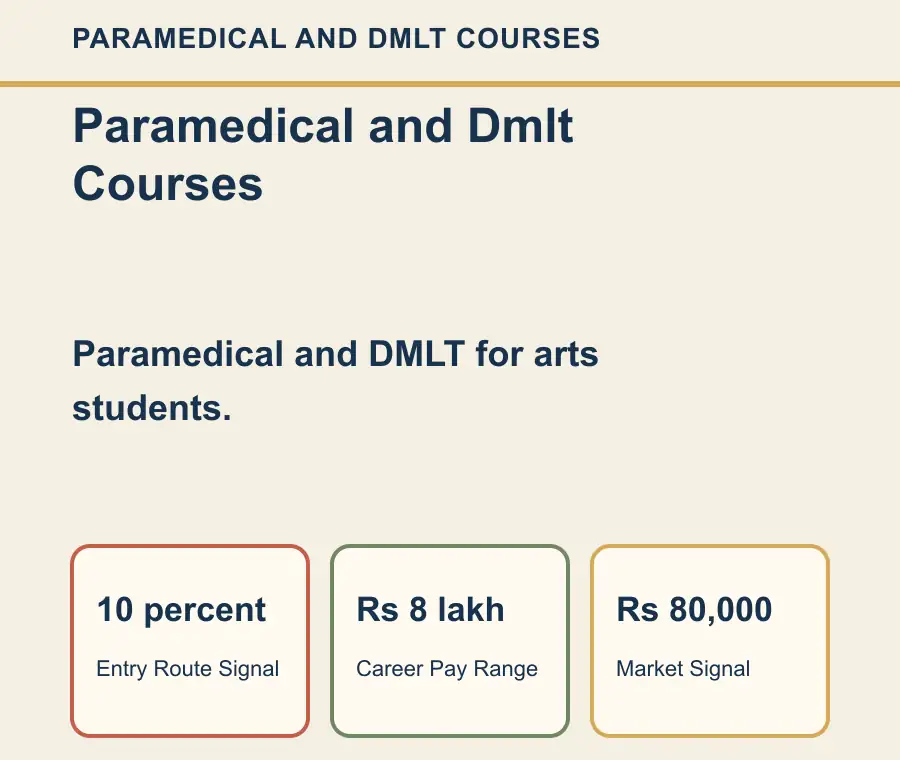 PARAMEDICAL AND DMLT COURSES
Paramedical and Dmlt
Courses
Paramedical and DMLT for arts
students.
10 percent
Entry Route Signal
Rs 8 lakh
Career Pay Range
Rs 80,000
Market Signal